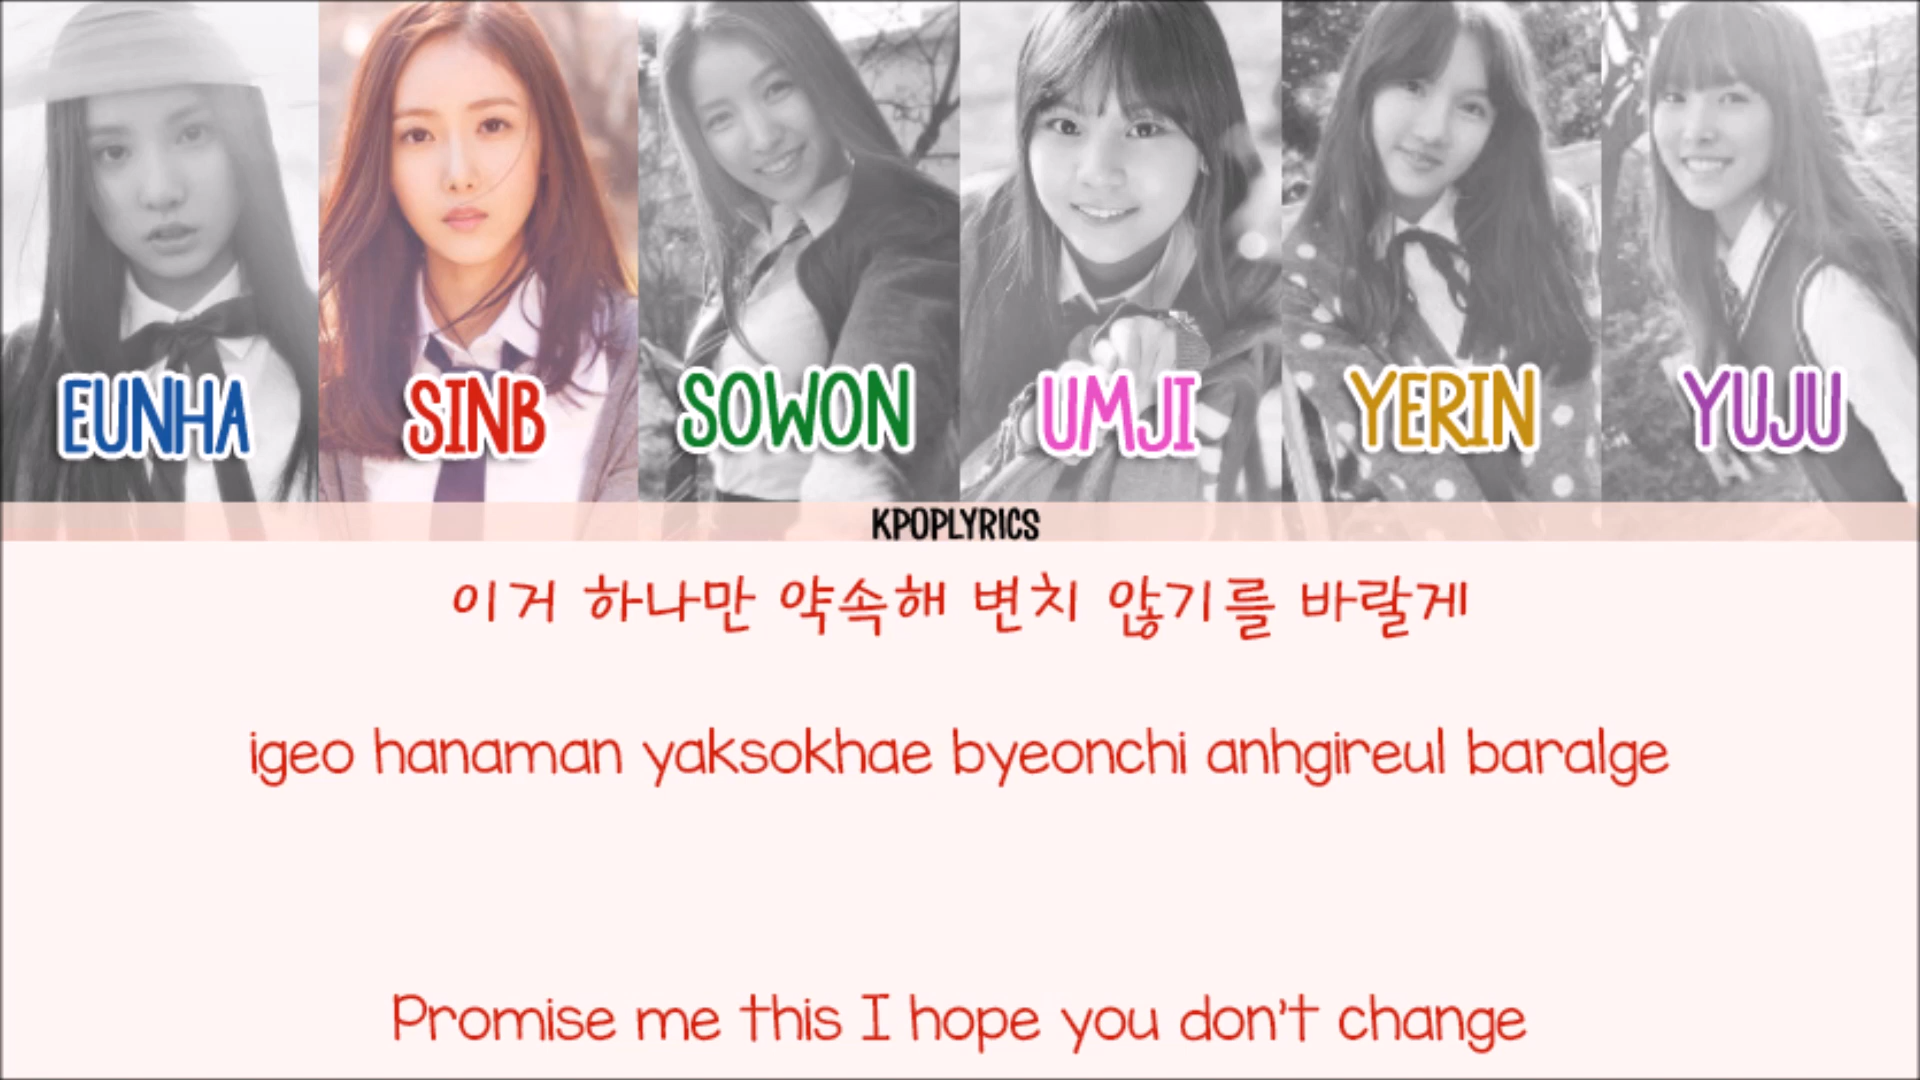 EUNHA SINB SOWON UMJI YERIN YUJU
KPOPLYRICS
이거 하나만 약속해 변치 않기를 바랄게
igeo hanaman yaksokhae byeonchi anhgireul baralge
Promise me this I hope you don't change